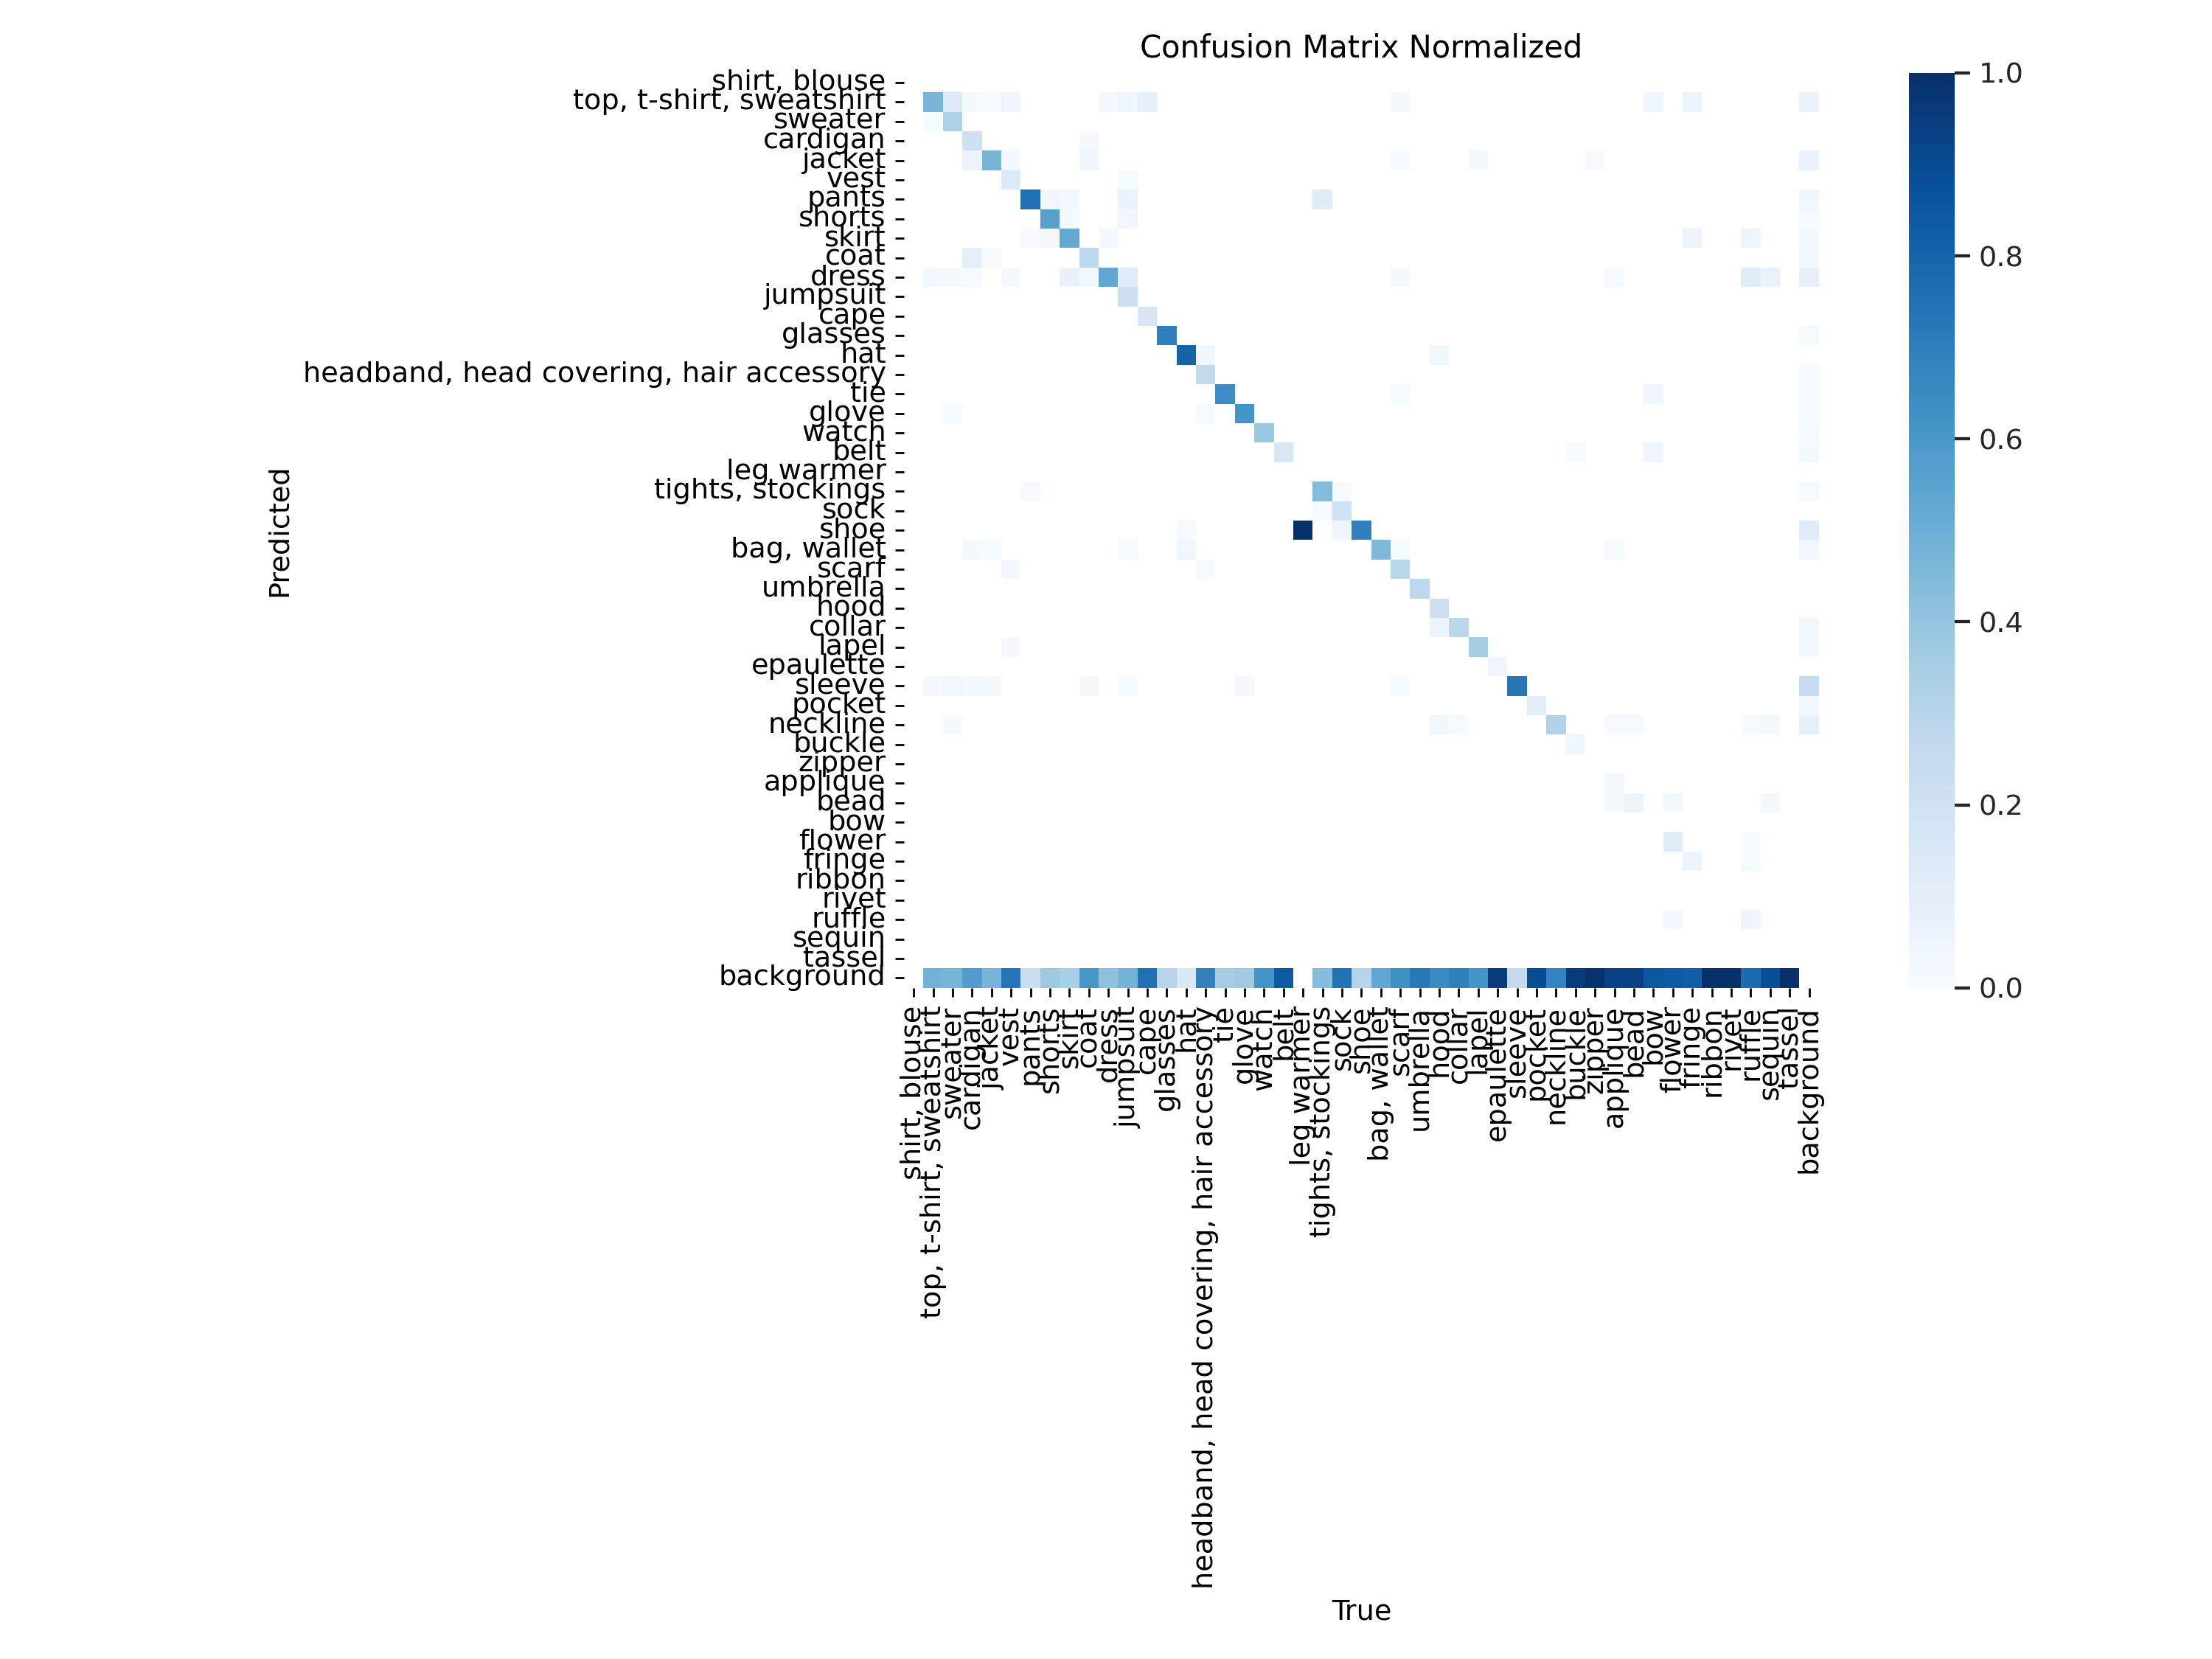 Confusion Matrix Normalized
shirt, blouse
top, t-shirt, sweatshirt
sweater
cardigan
jacket
vest
pants
shorts
skirt
coat
dress
jumpsuit
cape
glasses
hat
headband, head covering, hair accessory
tie
glove
watch
belt
leg warmer
tights, stockings
sock
shoe
bag, wallet
scarf
umbrella
hood
collar
lapel
epaulette
sleeve
pocket
neckline
buckle
zipper
applique
bead
bow
flower
fringe
ribbon
rivet
ruffle
sequin
tassel
background
Predicted
shirt, blouse
top, t-shirt, sweatshirt
sweater
cardigan
jacket
vest
pants
shorts
skirt
coat
dress
jumpsuit
cape
glasses
hat
headband, head covering, hair accessory
tie
glove
watch
belt
leg warmer
tights, stockings
sock
shoe
bag, wallet
scarf
umbrella
hood
collar
lapel
epaulette
sleeve
pocket
neckline
buckle
zipper
applique
bead
bow
flower
fringe
ribbon
rivet
ruffle
sequin
tassel
background
True
1.0
0.8
0.6
0.4
0.2
0.0